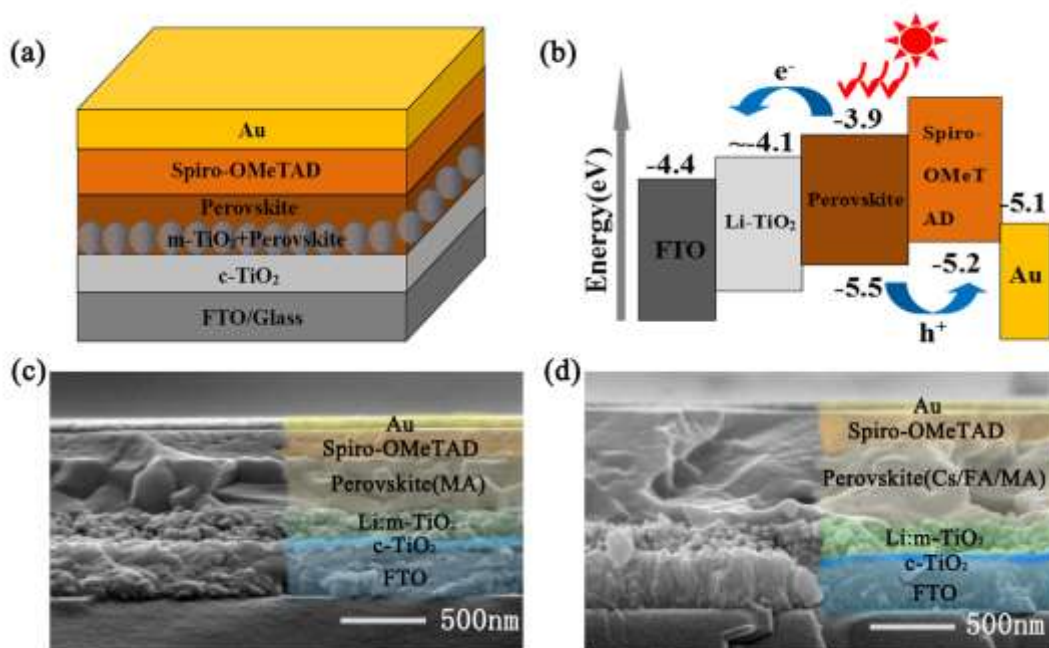 (a)
Au
Spiro-OMeTAD
Perovskite
m-TiO₂+Perovskite
c-TiO₂
FTO/Glass
(b)
Energy(eV)
e⁻
-3.9
~-4.1
-4.4
Spiro-
OMeT
AD
Perovskite
Li-TiO₂
FTO
-5.1
-5.2
-5.5
Au
h⁺
(c)
Au
Spiro-OMeTAD
Perovskite(MA)
Li:m-TiO₂
c-TiO₂
FTO
500nm
(d)
Au
Spiro-OMeTAD
Perovskite(Cs/FA/MA)
Li:m-TiO₂
c-TiO₂
FTO
500nm